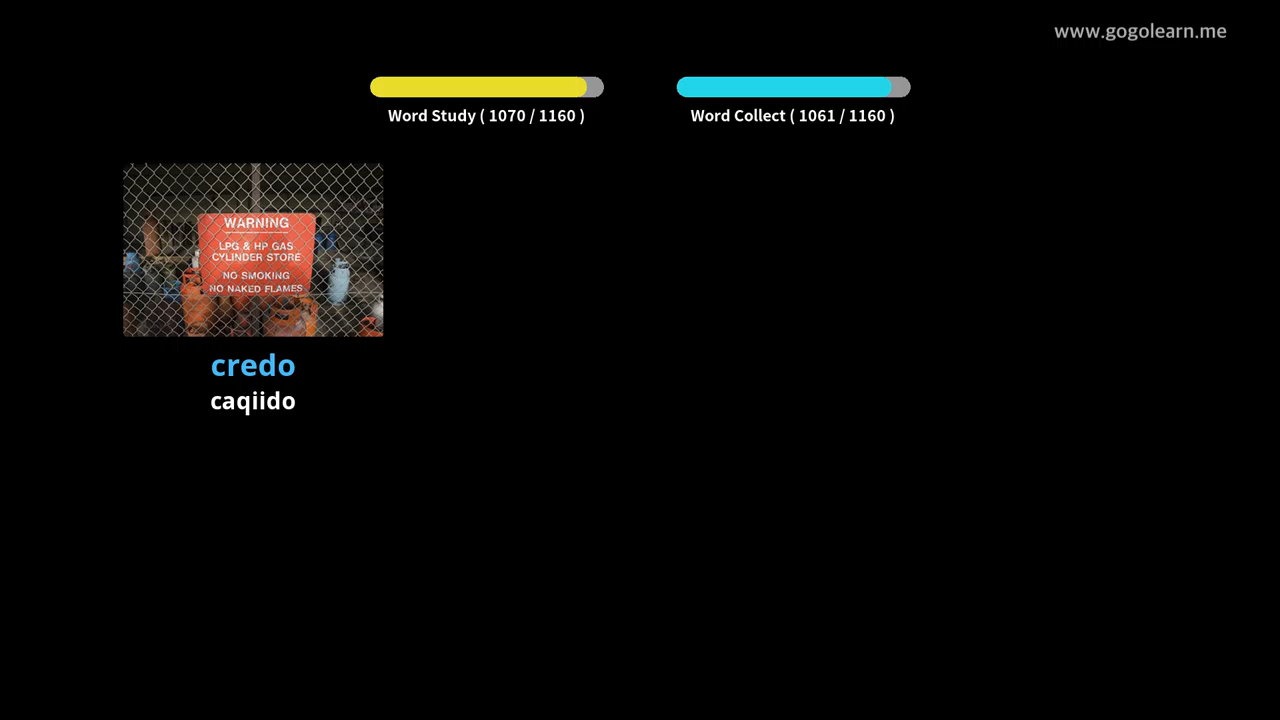 www.gogolearn.me
Word Study ( 1070 / 1160 )
Word Collect ( 1061 / 1160 )
WARNING
LPG & HP GAS
CYLINDER STORE
NO SMOKING
NO NAKED FLAMES
credo
caqiido